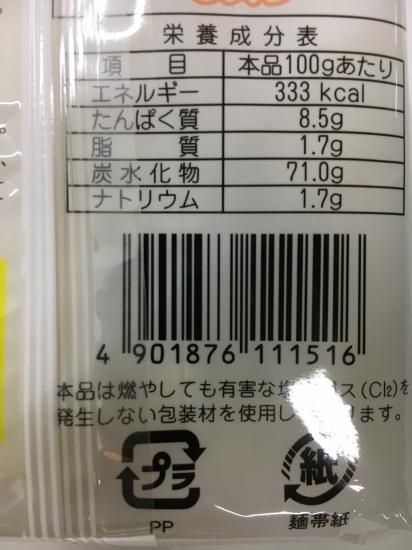 栄養成分表
項目 本品100gあたり
エネルギー 333 kcal
たんぱく質 8.5g
脂質 1.7g
炭水化物 71.0g
ナトリウム 1.7g
4 901876 111516
本品は燃やしても有害な塩 ス(Cl₂)を
発生しない包装材を使用し ります。
プラ 紙
PP 麺帯紙